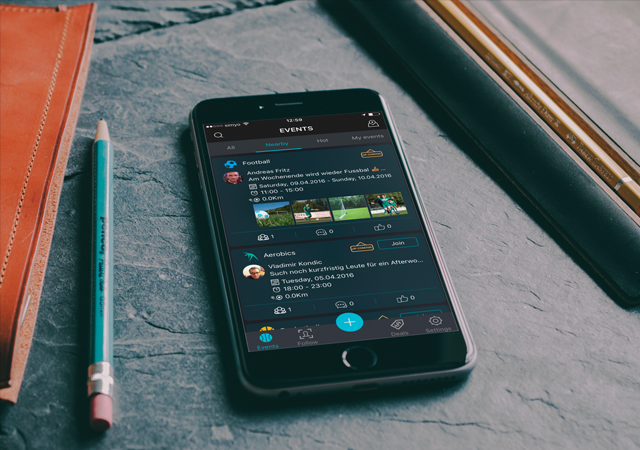 simyo 12:59
EVENTS
All Nearby Hot My events
Football
Andreas Fritz
Am Wochenende wird wieder Fussbal ...
Saturday, 09.04.2016 - Sunday, 10.04.2016
11:00 - 15:00
0.0Km
1 0 0
Aerobics Join
Vladimir Kondic
Such noch kurzfristig Leute für ein Afterwo...
Tuesday, 05.04.2016
18:00 - 23:00
0.0Km
1 0 0
+
Events Follow Deals Settings